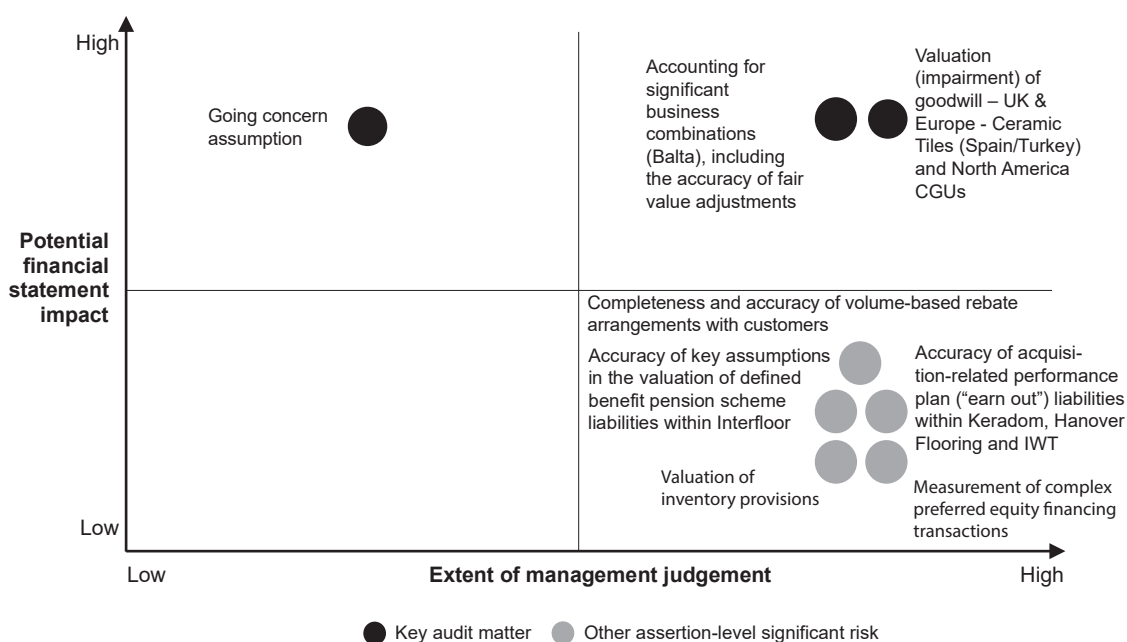 High
Going concern
assumption
Accounting for
significant
business
combinations
(Balta), including
the accuracy of fair
value adjustments
Valuation
(impairment) of
goodwill – UK &
Europe - Ceramic
Tiles (Spain/Turkey)
and North America
CGUs
Potential
financial
statement
impact
Completeness and accuracy of volume-based rebate
arrangements with customers
Accuracy of key assumptions
in the valuation of defined
benefit pension scheme
liabilities within Interfloor
Accuracy of acquisi-
tion-related performance
plan (“earn out”) liabilities
within Keradom, Hanover
Flooring and IWT
Valuation of
inventory provisions
Measurement of complex
preferred equity financing
transactions
Low
Low
Extent of management judgement
High
Key audit matter
Other assertion-level significant risk